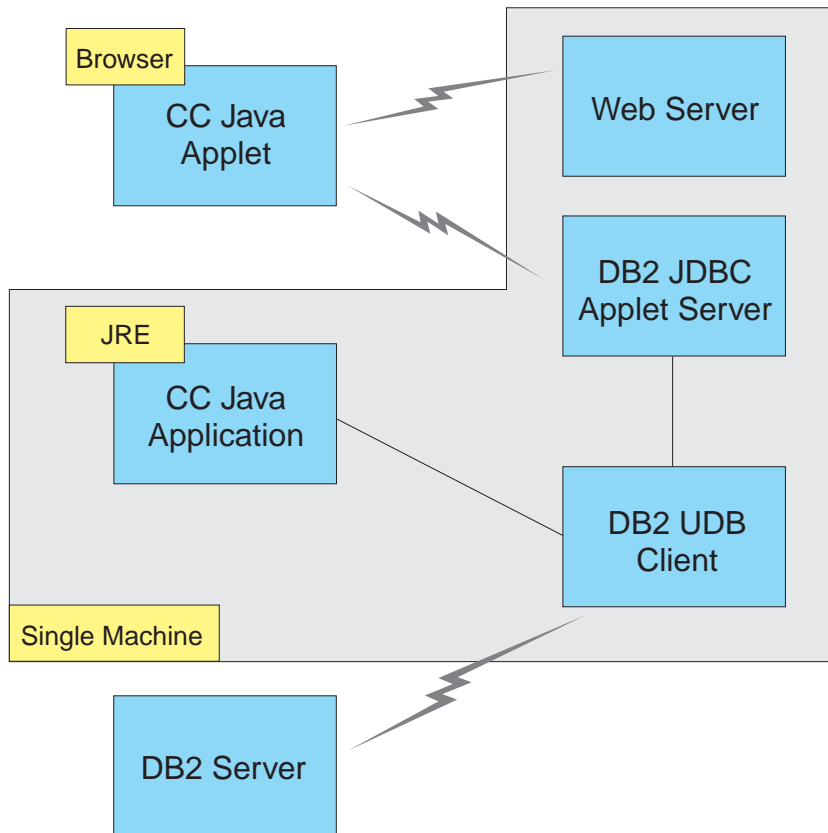 Browser
CC Java
Applet
Web Server
DB2 JDBC
Applet Server
JRE
CC Java
Application
DB2 UDB
Client
Single Machine
DB2 Server